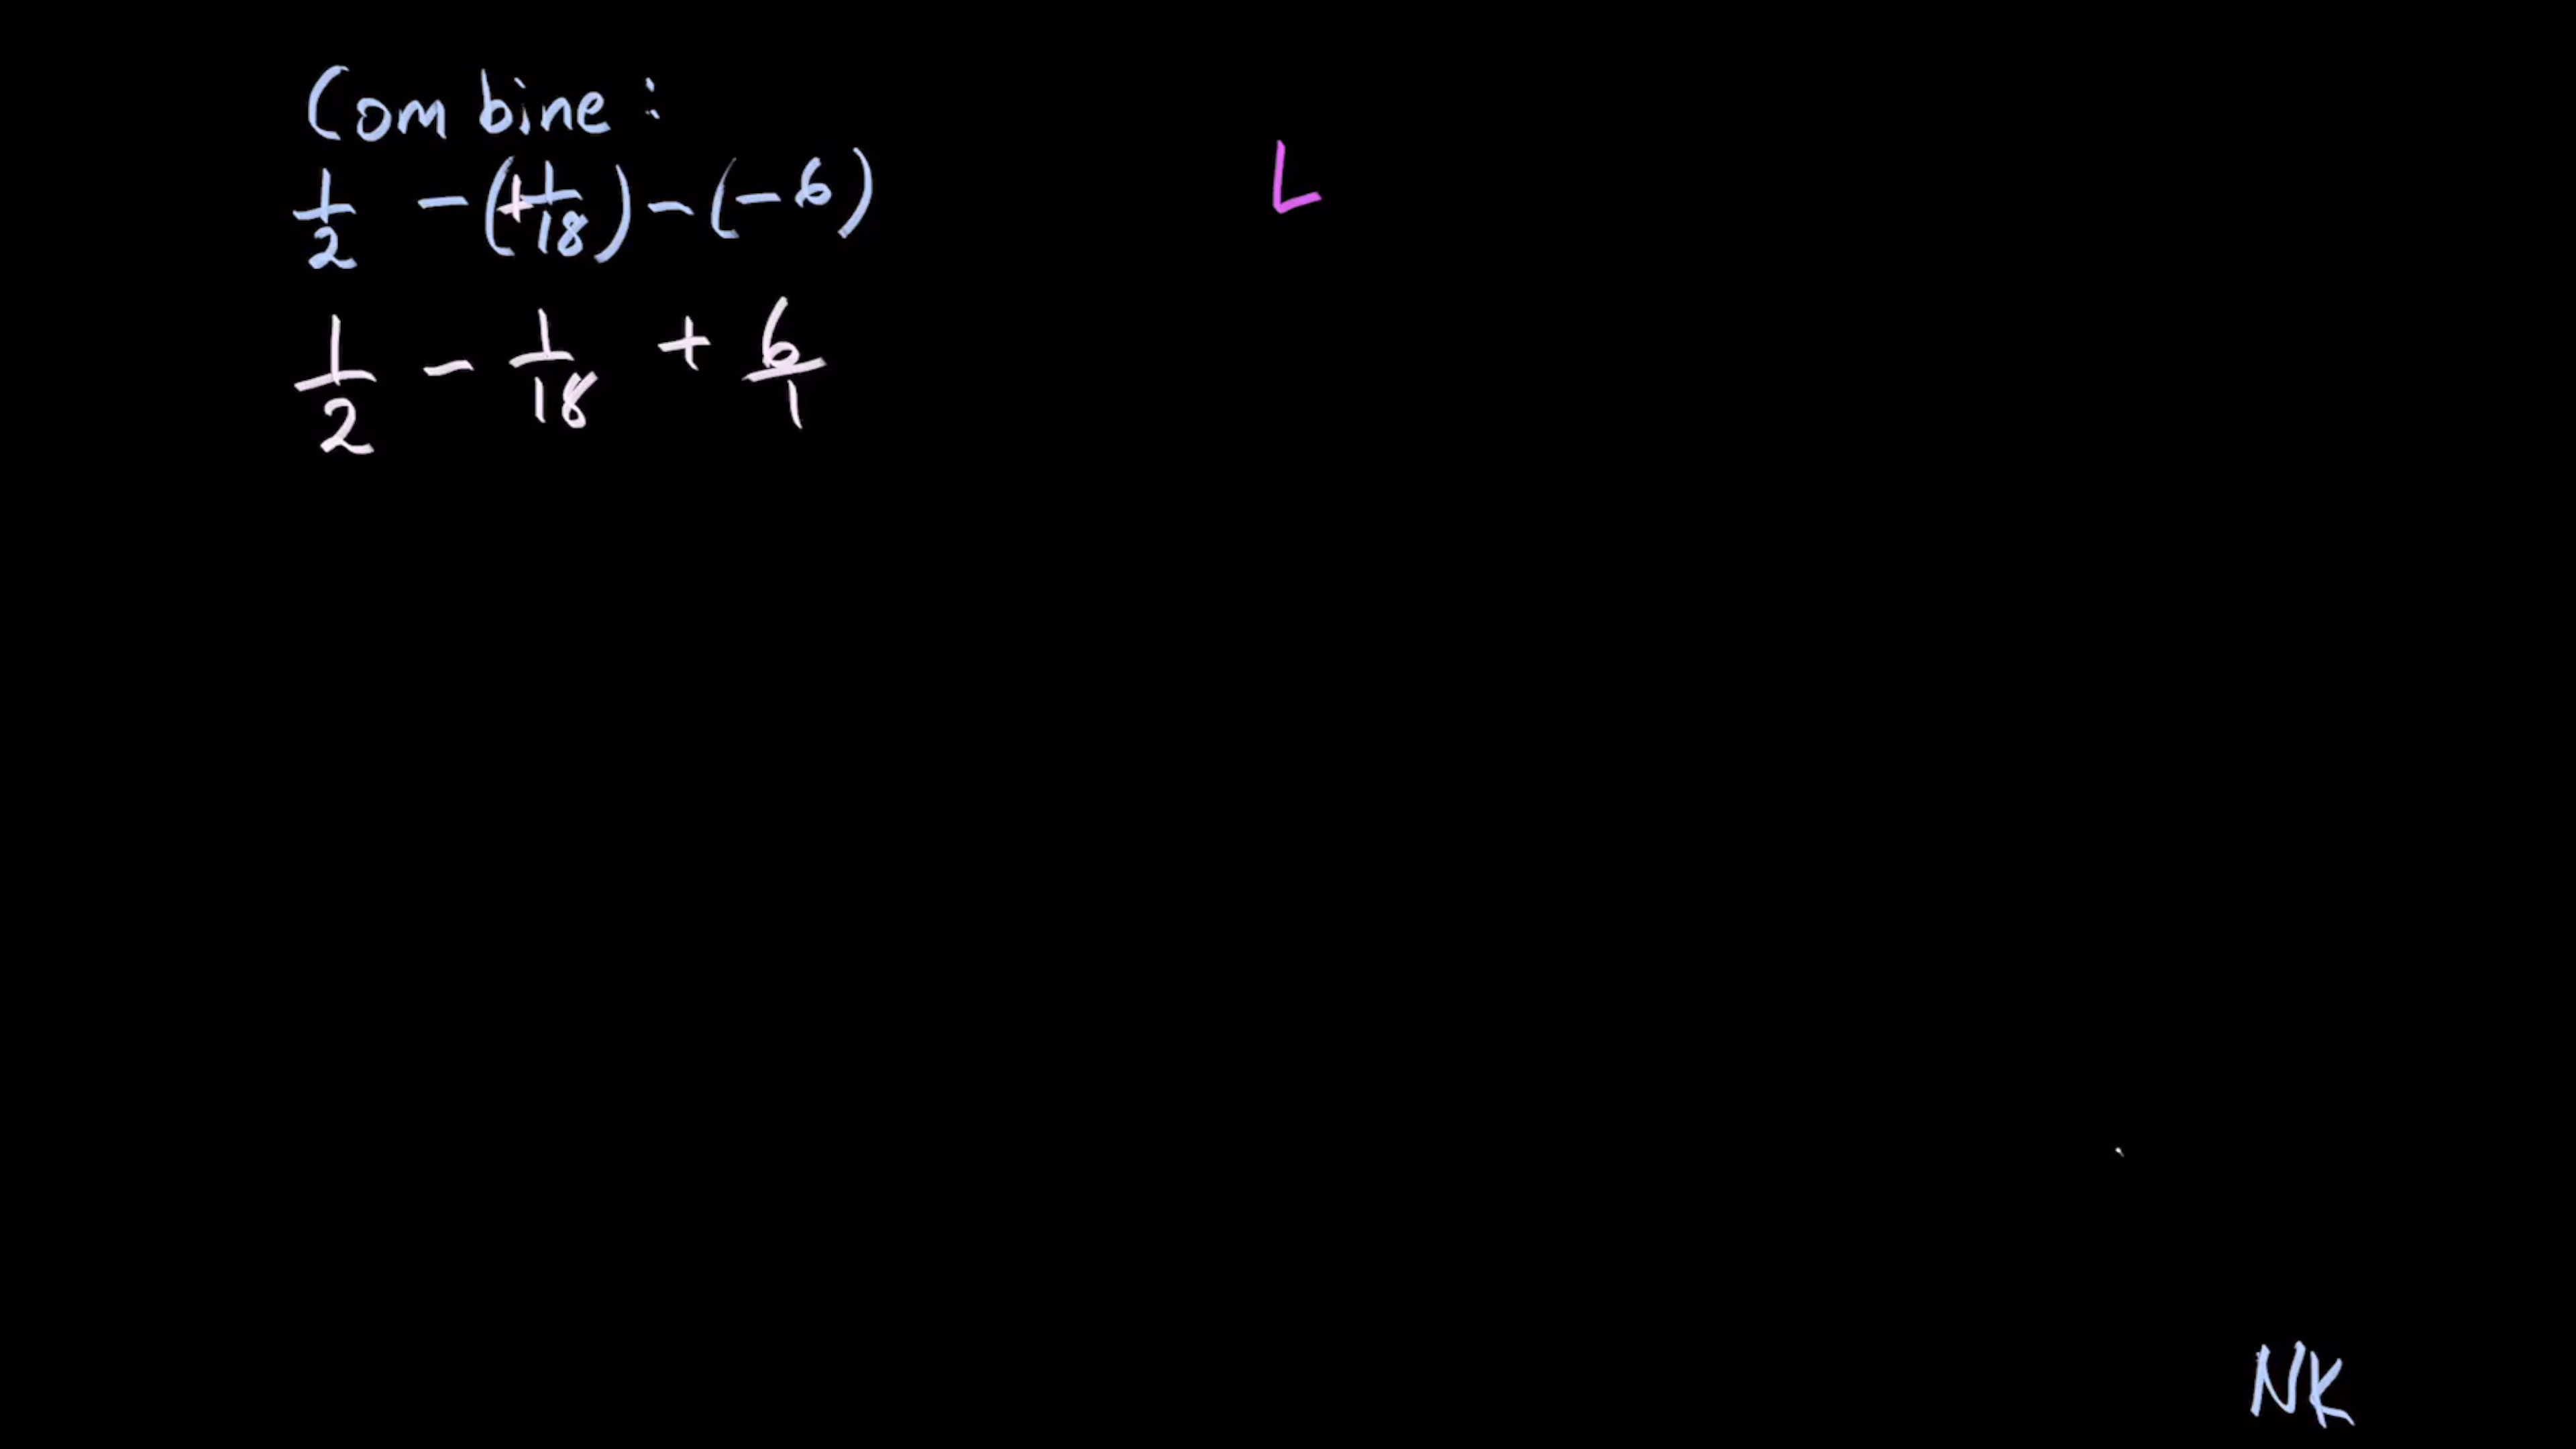 Combine:
1/2 - (+1/18) - (-6)
L
1/2 - 1/18 + 6/1
NK